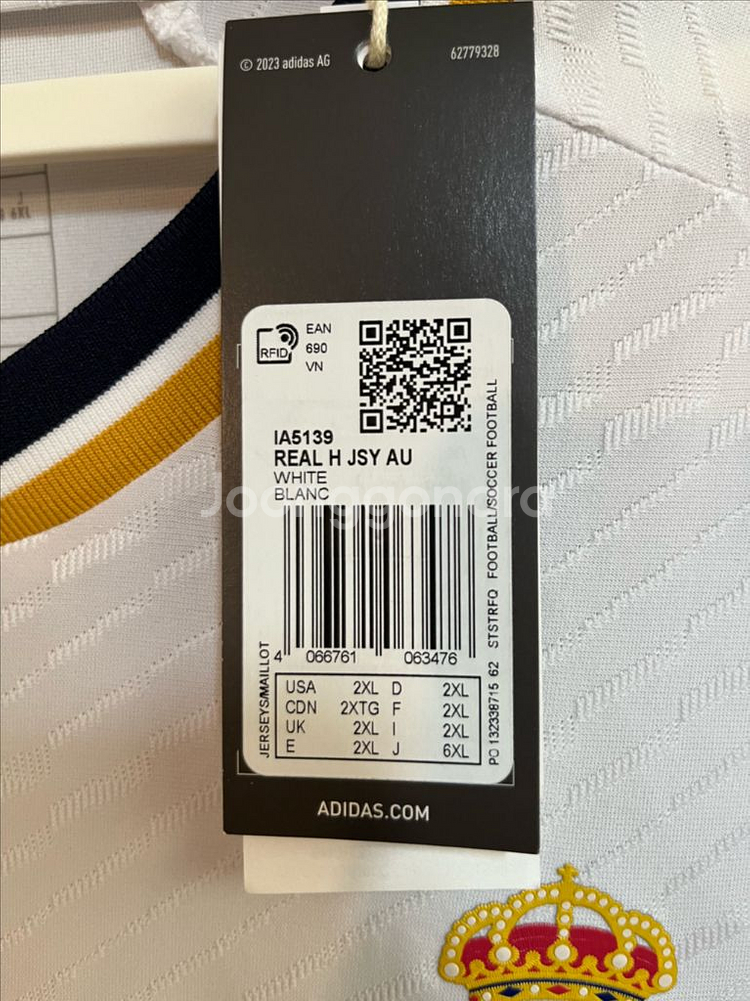 © 2023 adidas AG
62779328
RFID
EAN
690
VN
IA5139
REAL H JSY AU
WHITE
BLANC
Joonggonara
4 066761 063476
USA 2XL D 2XL
CDN 2XTG F 2XL
UK 2XL I 2XL
E 2XL J 6XL
JERSEYS/MAILLOT
PO 132338715 62 STSTRFQ FOOTBALL/SOCCER FOOTBALL
ADIDAS.COM
J
6XL